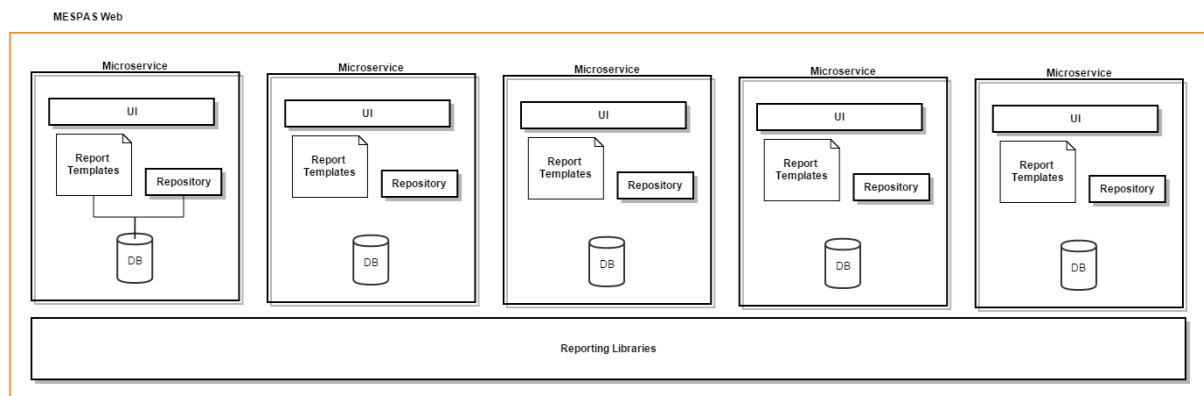 MESPAS Web
Microservice
UI
Report
Templates
Repository
DB
Microservice
UI
Report
Templates
Repository
DB
Microservice
UI
Report
Templates
Repository
DB
Microservice
UI
Report
Templates
Repository
DB
Microservice
UI
Report
Templates
Repository
DB
Reporting Libraries